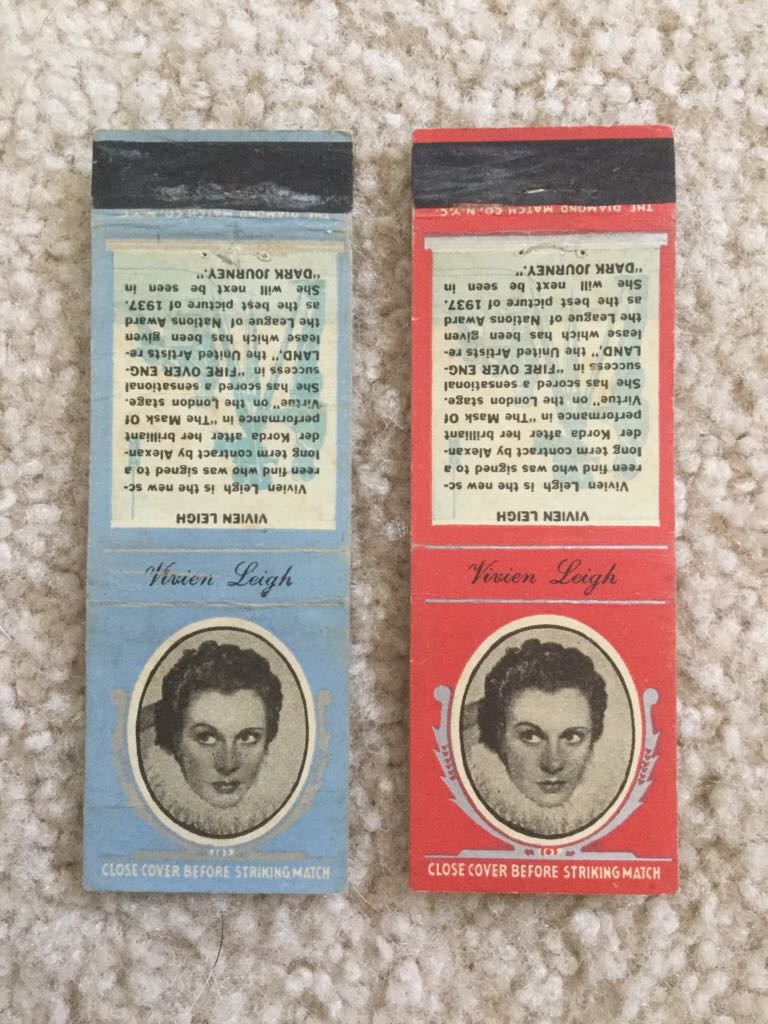 THE DIAMOND MATCH CO. N.Y.C.
VIVIEN LEIGH
Vivien Leigh is the new sc-
reen find who was signed to a
long term contract by Alexan-
der Korda after her brilliant
performance in "The Mask Of
Virtue" on the London stage.
She has scored a sensational
success in "FIRE OVER ENG-
LAND," the United Artists re-
lease which has been given
the League of Nations Award
as the best picture of 1937.
She will next be seen in
"DARK JOURNEY."
Vivien Leigh
CLOSE COVER BEFORE STRIKING MATCH
THE DIAMOND MATCH CO. N.Y.C.
VIVIEN LEIGH
Vivien Leigh is the new sc-
reen find who was signed to a
long term contract by Alexan-
der Korda after her brilliant
performance in "The Mask Of
Virtue" on the London stage.
She has scored a sensational
success in "FIRE OVER ENG-
LAND," the United Artists re-
lease which has been given
the League of Nations Award
as the best picture of 1937.
She will next be seen in
"DARK JOURNEY."
Vivien Leigh
CLOSE COVER BEFORE STRIKING MATCH